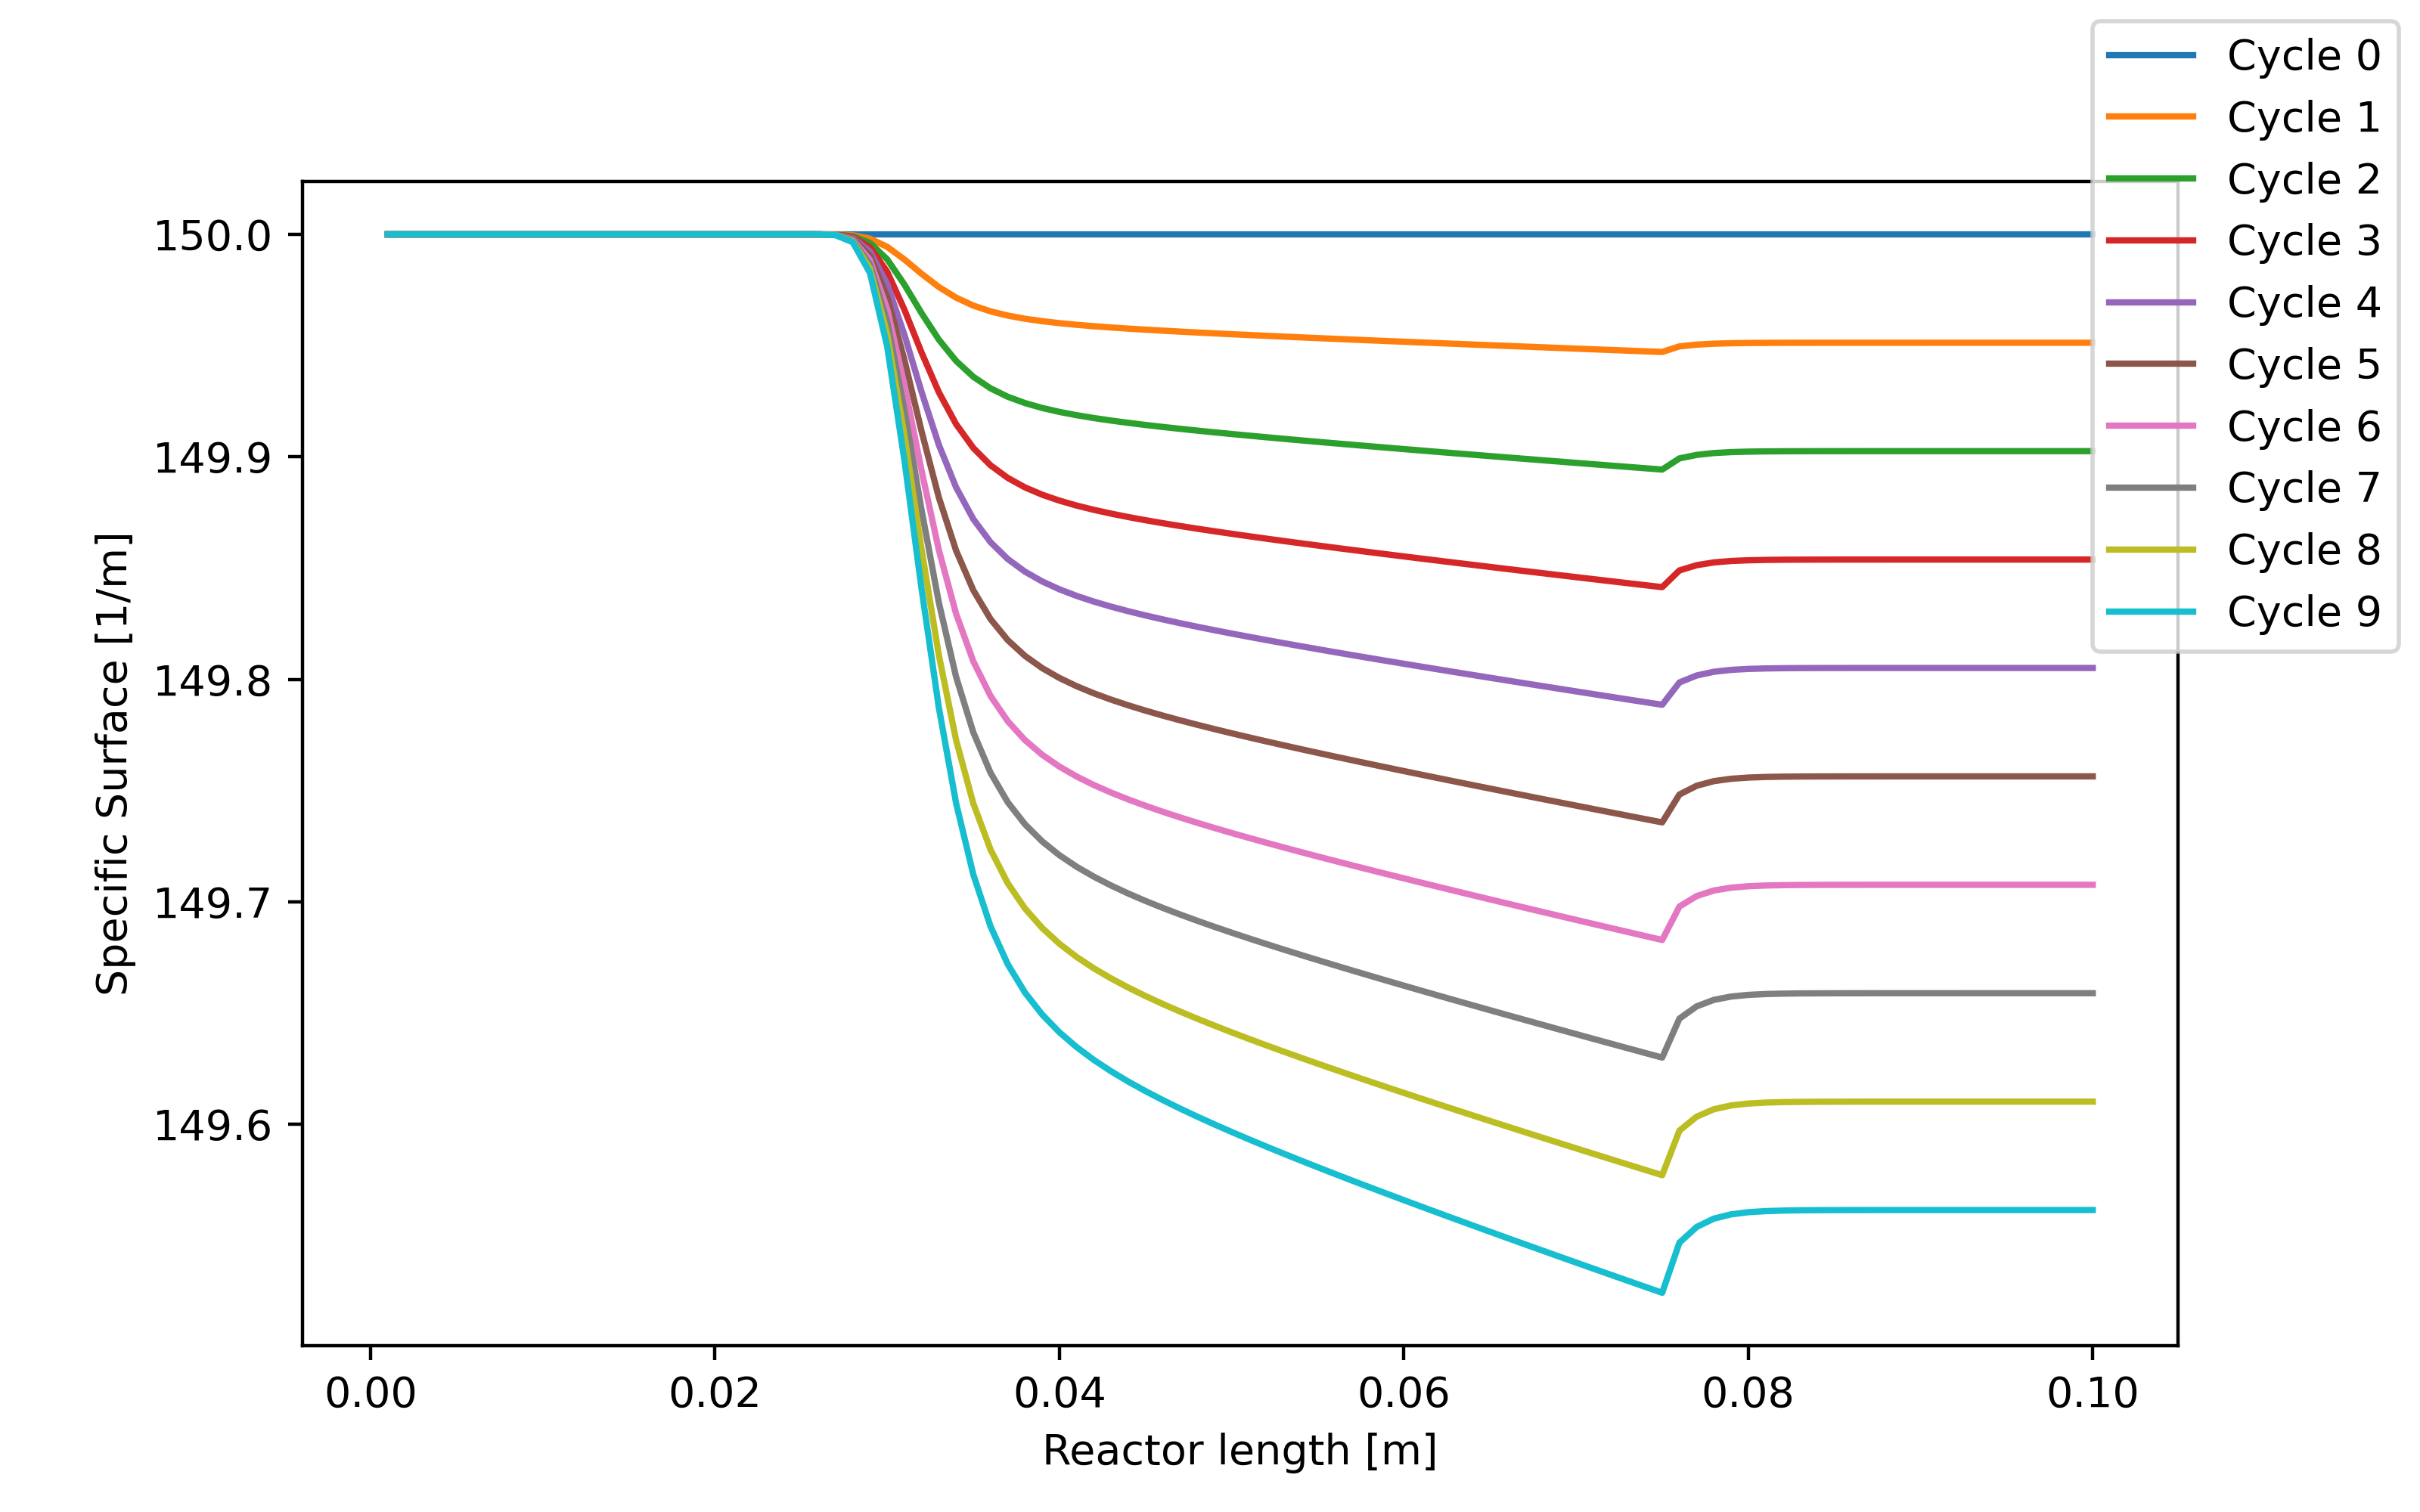 Cycle 0
Cycle 1
Cycle 2
Cycle 3
Cycle 4
Cycle 5
Cycle 6
Cycle 7
Cycle 8
Cycle 9
150.0
149.9
149.8
149.7
149.6
Specific Surface [1/m]
0.00 0.02 0.04 0.06 0.08 0.10
Reactor length [m]